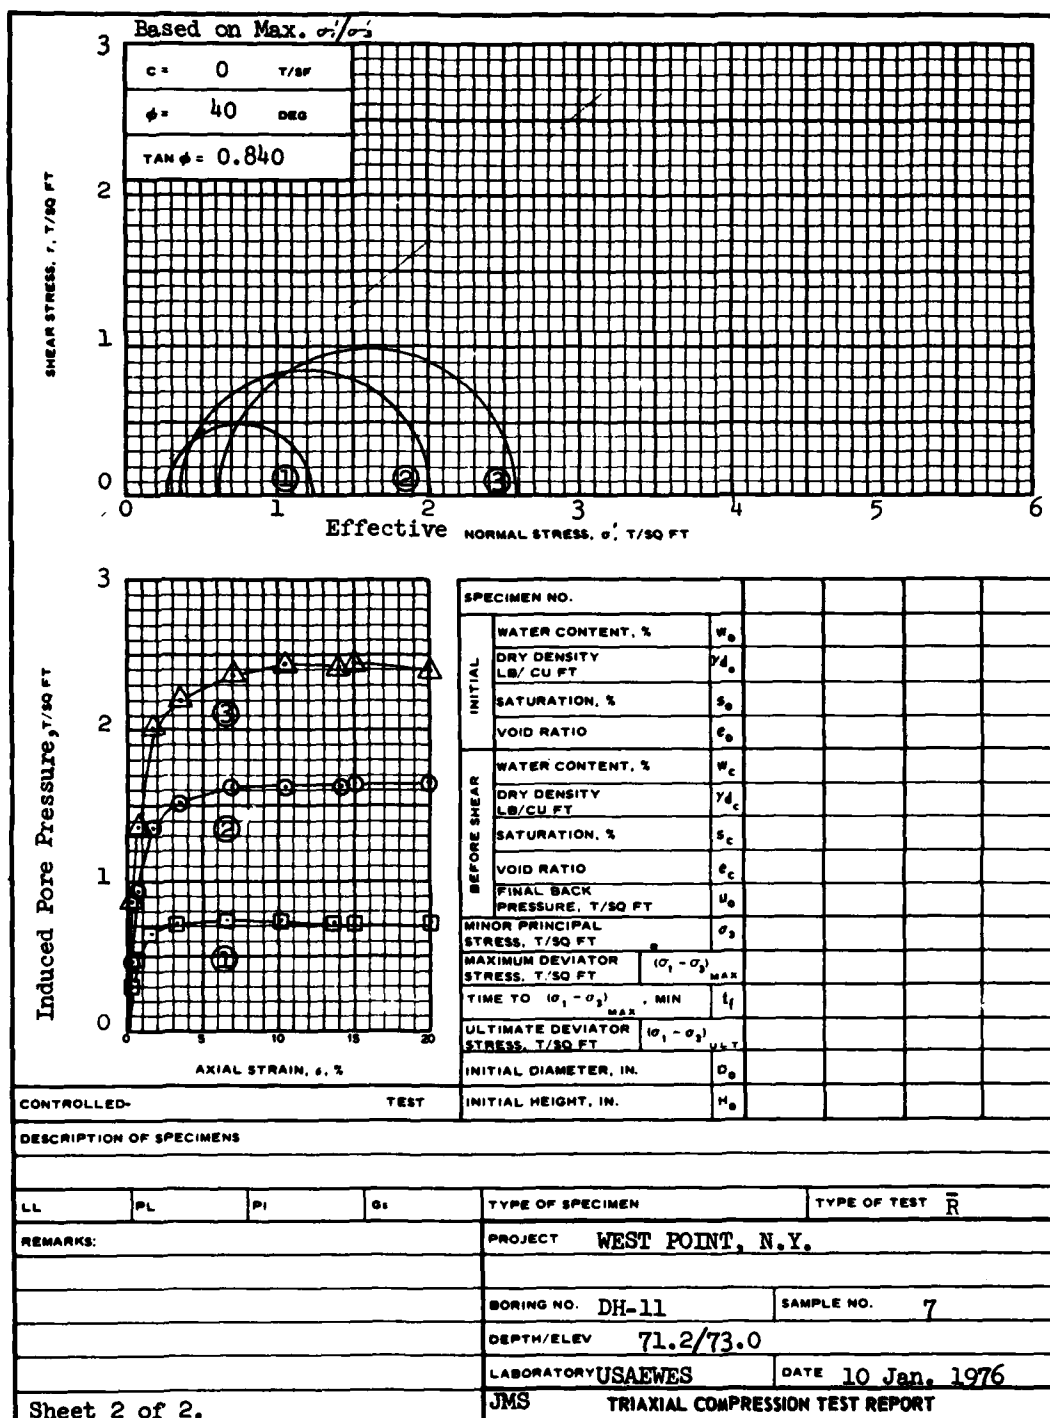 Based on Max. σ₁'/σ₃'
C = 0 T/SF
φ = 40 DEG
TAN φ = 0.840
SHEAR STRESS, τ, T/SQ FT
3
2
1
0
① ② ③
0 1 2 3 4 5 6
Effective NORMAL STRESS, σ', T/SQ FT
Induced Pore Pressure, T/SQ FT
3
2
1
0
③
②
①
0 5 10 15 20
AXIAL STRAIN, ε, %
CONTROLLED- TEST
SPECIMEN NO.
INITIAL
WATER CONTENT, % w₀
DRY DENSITY LB/ CU FT γd₀
SATURATION, % S₀
VOID RATIO e₀
BEFORE SHEAR
WATER CONTENT, % w_c
DRY DENSITY LB/CU FT γd_c
SATURATION, % S_c
VOID RATIO e_c
FINAL BACK PRESSURE, T/SQ FT u₀
MINOR PRINCIPAL STRESS, T/SQ FT σ₃
MAXIMUM DEVIATOR STRESS, T/SQ FT (σ₁ - σ₃) MAX
TIME TO (σ₁ - σ₃) MAX , MIN t_f
ULTIMATE DEVIATOR STRESS, T/SQ FT (σ₁ - σ₃) ULT
INITIAL DIAMETER, IN. D₀
INITIAL HEIGHT, IN. H₀
DESCRIPTION OF SPECIMENS
LL PL PI Gs TYPE OF SPECIMEN TYPE OF TEST R̄
REMARKS:
PROJECT WEST POINT, N.Y.
BORING NO. DH-11 SAMPLE NO. 7
DEPTH/ELEV 71.2/73.0
LABORATORY USAEWES DATE 10 Jan. 1976
Sheet 2 of 2.
JMS TRIAXIAL COMPRESSION TEST REPORT